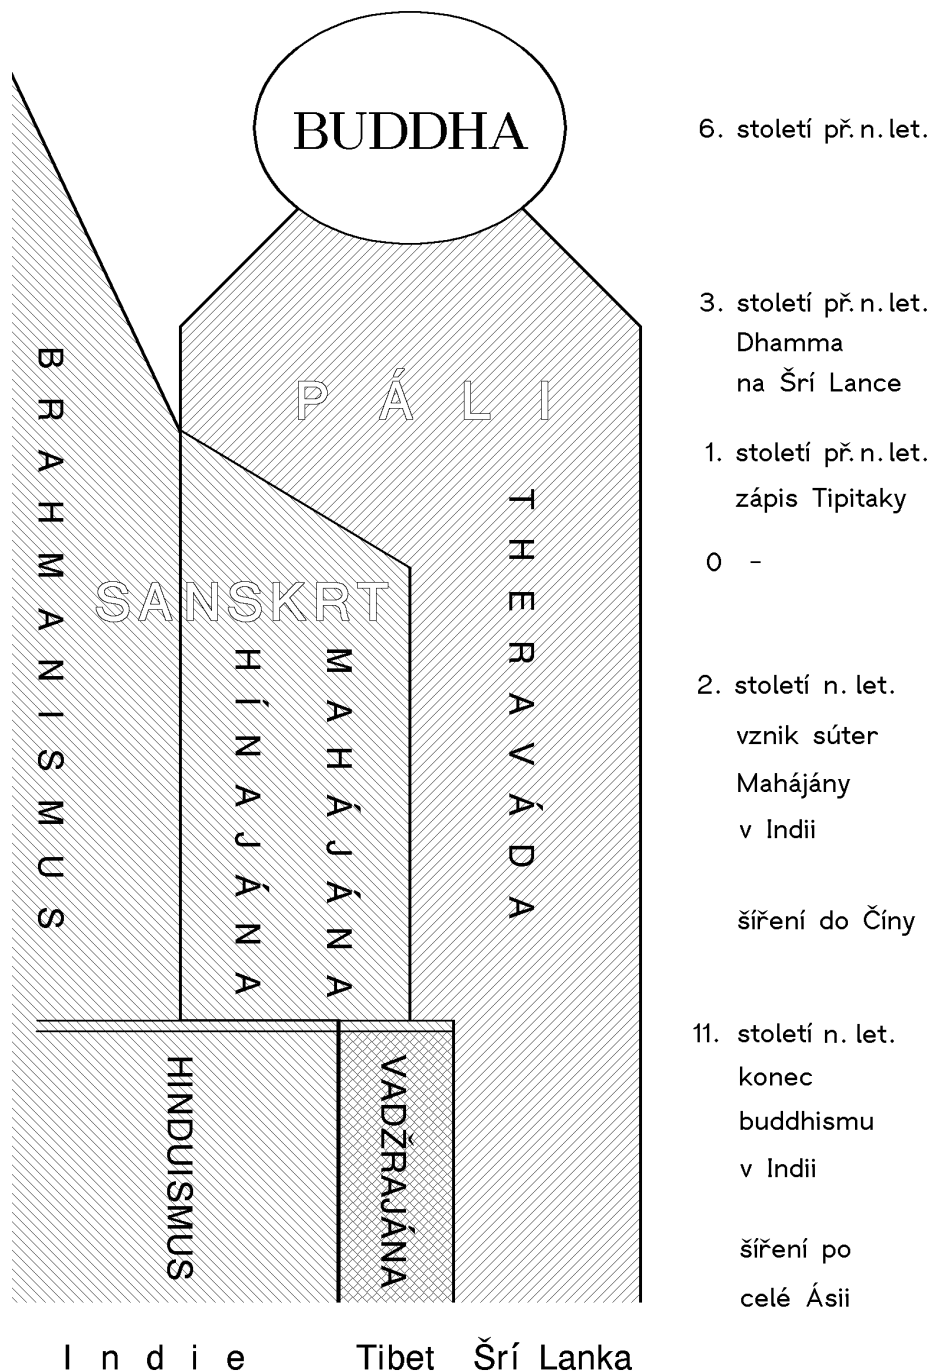 BUDDHA
6. století př. n. let.
3. století př. n. let.
Dhamma
na Šrí Lance
PÁLI
1. století př. n. let.
zápis Tipitaky
0 -
BRAHMANISMUS
SANSKRT
HÍNAJÁNA
MAHÁJÁNA
THERAVÁDA
2. století n. let.
vznik súter
Mahájány
v Indii
šíření do Číny
11. století n. let.
konec
buddhismu
v Indii
šíření po
celé Ásii
HINDUISMUS
VADŽRAJÁNA
Indie Tibet Šrí Lanka